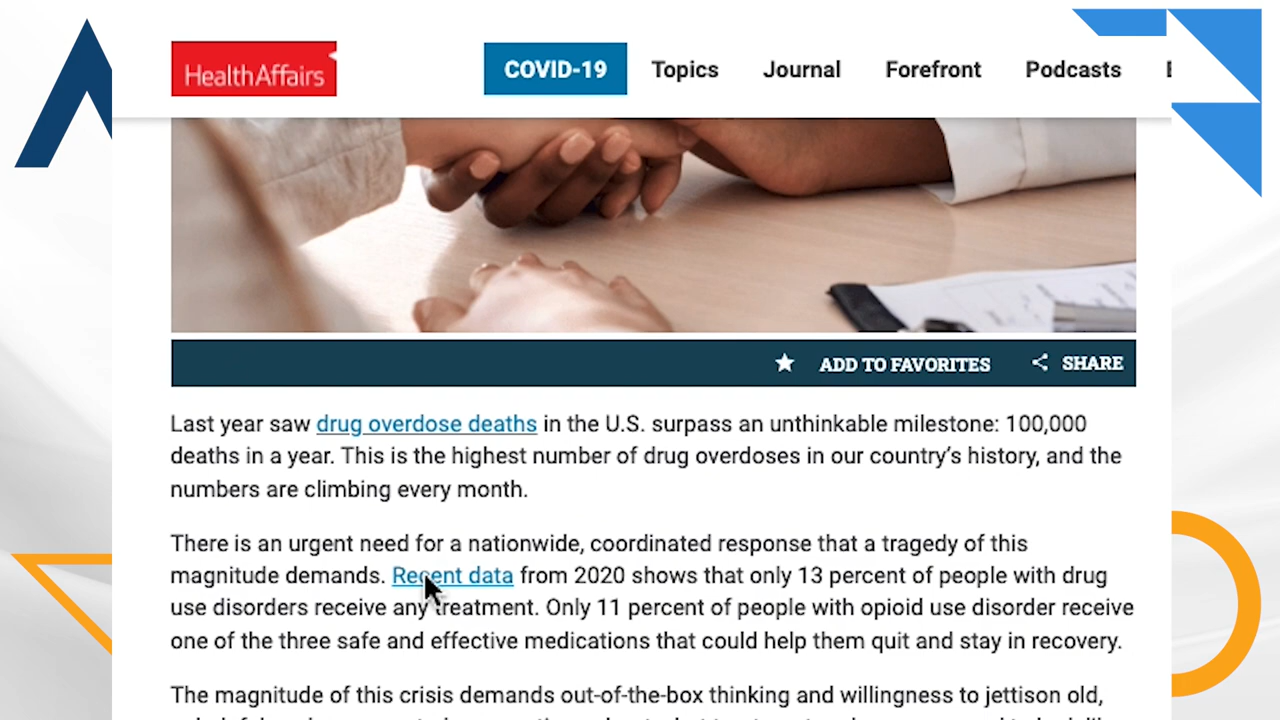 HealthAffairs
COVID-19 Topics Journal Forefront Podcasts
ADD TO FAVORITES SHARE
Last year saw drug overdose deaths in the U.S. surpass an unthinkable milestone: 100,000
deaths in a year. This is the highest number of drug overdoses in our country’s history, and the
numbers are climbing every month.
There is an urgent need for a nationwide, coordinated response that a tragedy of this
magnitude demands. Recent data from 2020 shows that only 13 percent of people with drug
use disorders receive any treatment. Only 11 percent of people with opioid use disorder receive
one of the three safe and effective medications that could help them quit and stay in recovery.
The magnitude of this crisis demands out-of-the-box thinking and willingness to jettison old,